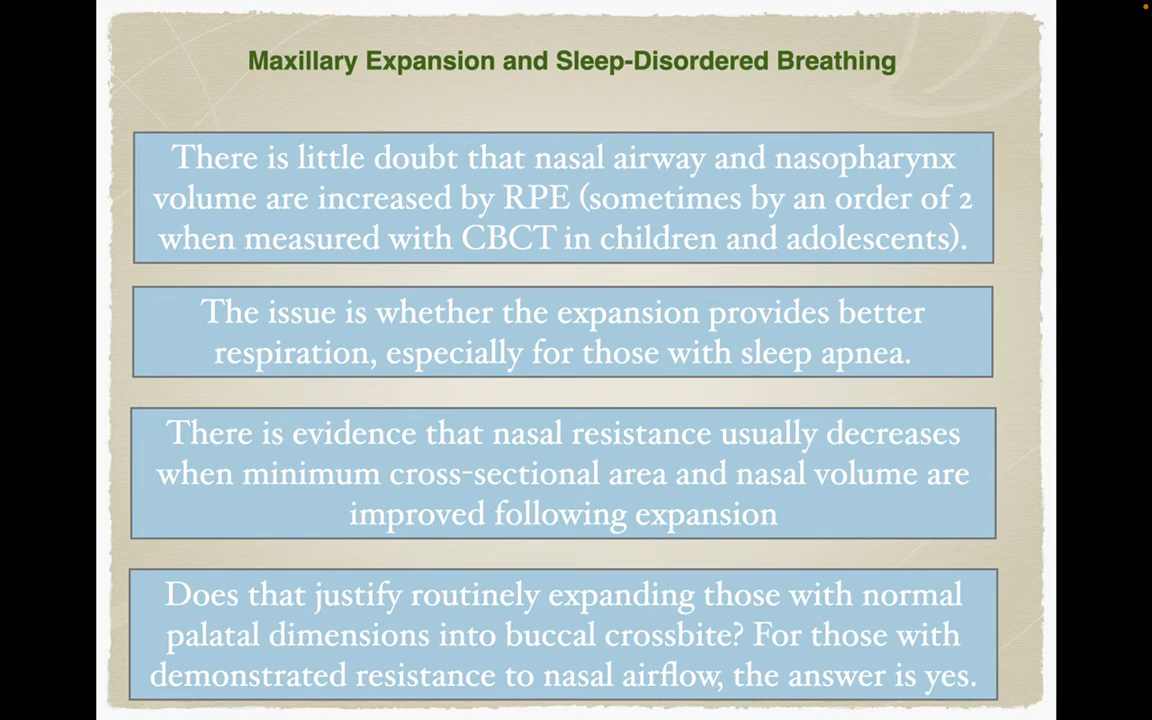 Maxillary Expansion and Sleep-Disordered Breathing
There is little doubt that nasal airway and nasopharynx
volume are increased by RPE (sometimes by an order of 2
when measured with CBCT in children and adolescents).
The issue is whether the expansion provides better
respiration, especially for those with sleep apnea.
There is evidence that nasal resistance usually decreases
when minimum cross-sectional area and nasal volume are
improved following expansion
Does that justify routinely expanding those with normal
palatal dimensions into buccal crossbite? For those with
demonstrated resistance to nasal airflow, the answer is yes.